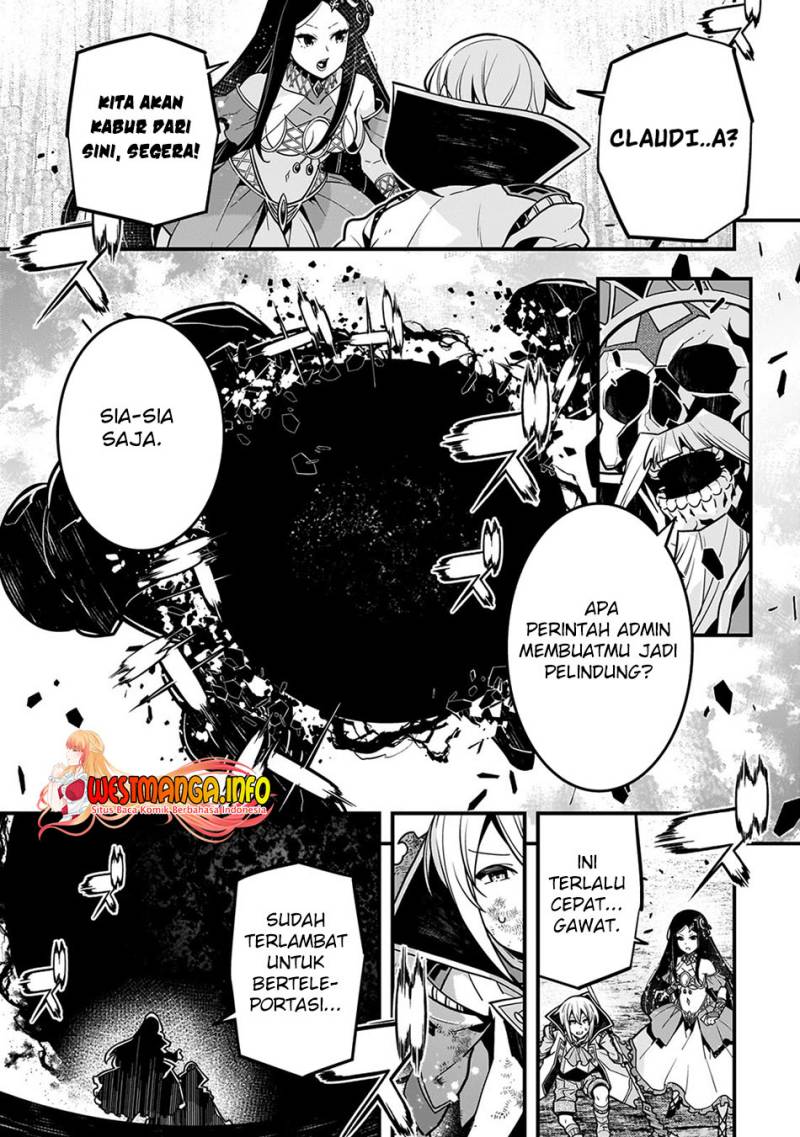 CLAUDI..A?
KITA AKAN
KABUR DARI
SINI, SEGERA!
SIA-SIA
SAJA.
APA
PERINTAH ADMIN
MEMBUATMU JADI
PELINDUNG?
INI
TERLALU
CEPAT...
GAWAT.
SUDAH
TERLAMBAT
UNTUK
BERTELE-
PORTASI...
WESTMANGA.INFO
Situs Baca Komik Berbahasa Indonesia